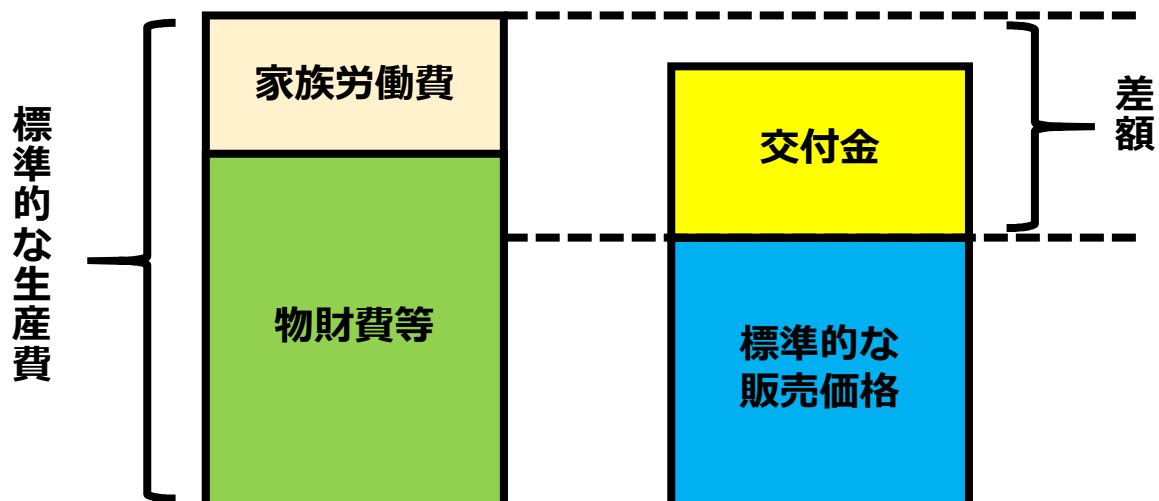 標準的な生産費
家族労働費
物財費等
交付金
標準的な
販売価格
差額